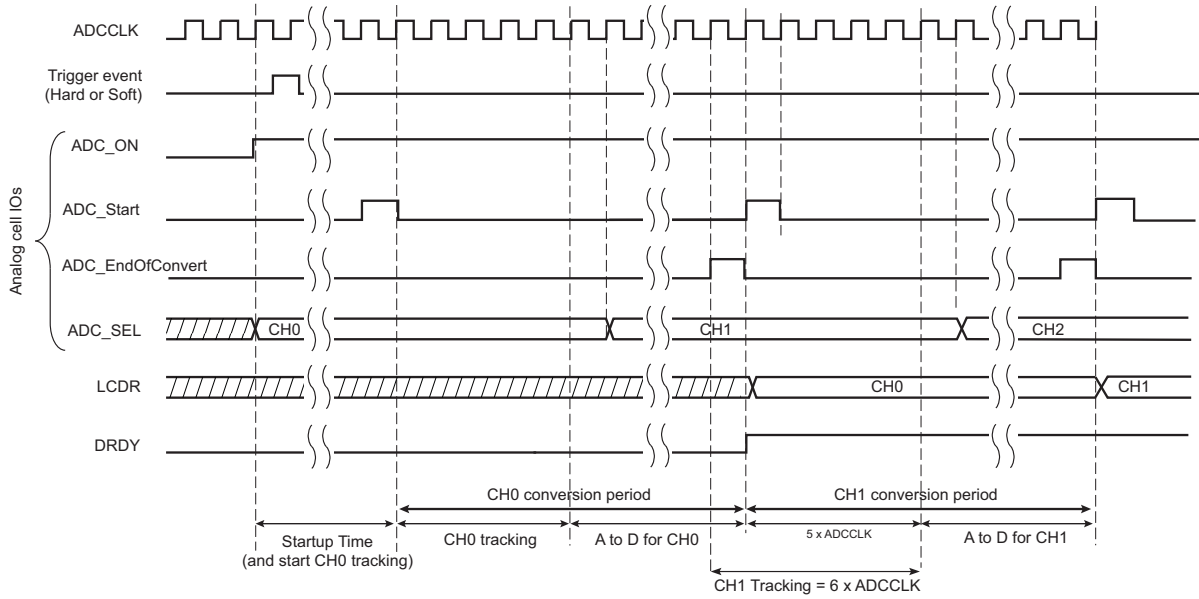 ADCCLK
Trigger event
(Hard or Soft)
Analog cell IOs
ADC_ON
ADC_Start
ADC_EndOfConvert
ADC_SEL
CH0
CH1
CH2
LCDR
CH0
CH1
DRDY
CH0 conversion period
CH1 conversion period
Startup Time
(and start CH0 tracking)
CH0 tracking
A to D for CH0
5 x ADCCLK
A to D for CH1
CH1 Tracking = 6 x ADCCLK